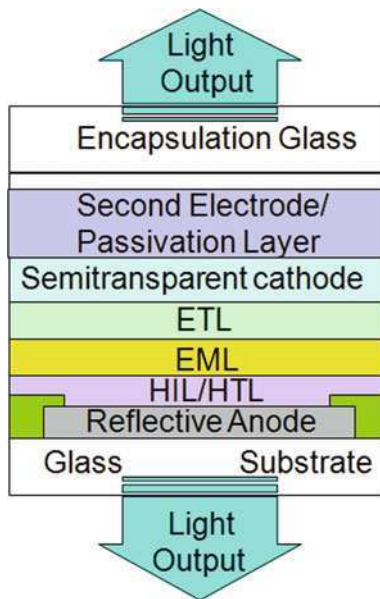 Light
Output
Encapsulation Glass
Second Electrode/
Passivation Layer
Semitransparent cathode
ETL
EML
HIL/HTL
Reflective Anode
Glass Substrate
Light
Output